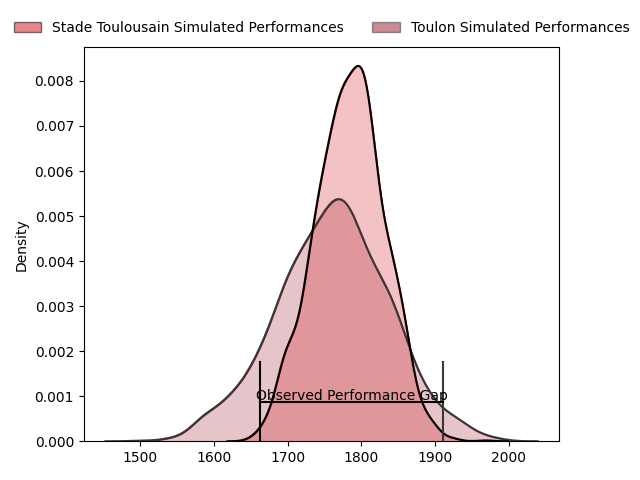 Stade Toulousain Simulated Performances
Toulon Simulated Performances
Density
0.008
0.007
0.006
0.005
0.004
0.003
0.002
0.001
0.000
Observed Performance Gap
1500 1600 1700 1800 1900 2000